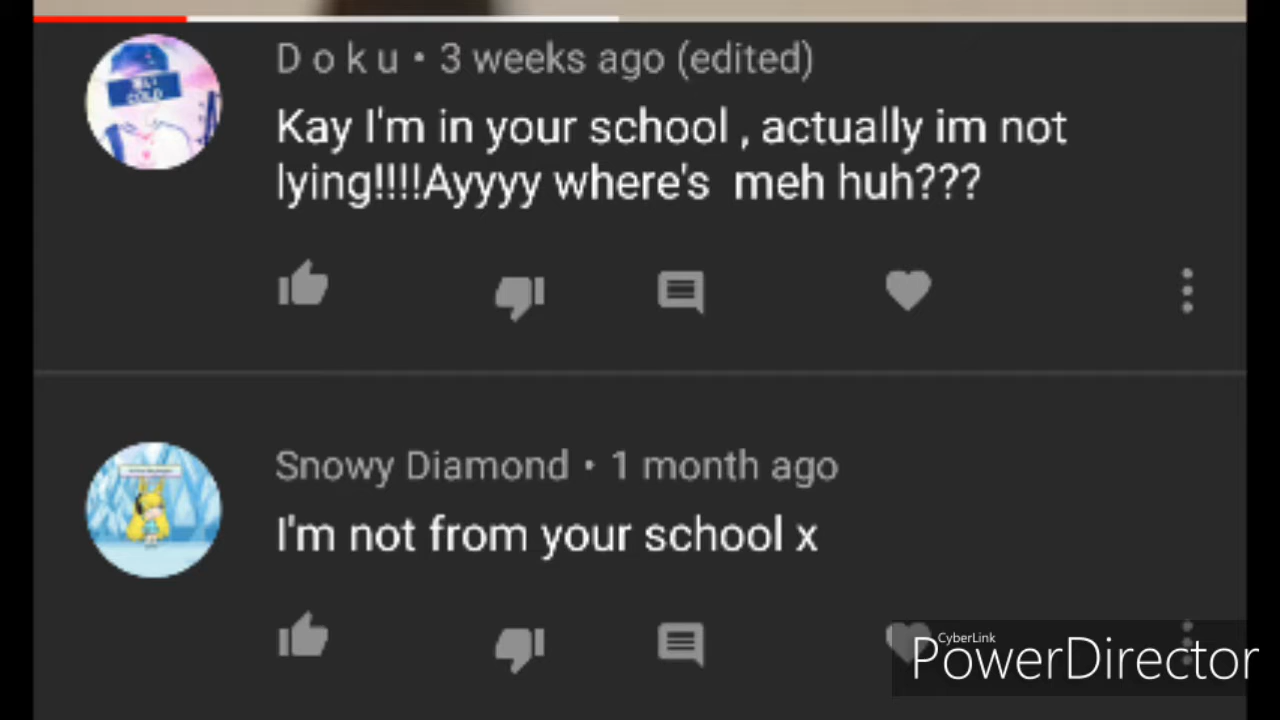 D o k u • 3 weeks ago (edited)
Kay I'm in your school , actually im not
lying!!!!Ayyyy where's  meh huh???
Snowy Diamond • 1 month ago
I'm not from your school x
CyberLink
PowerDirector